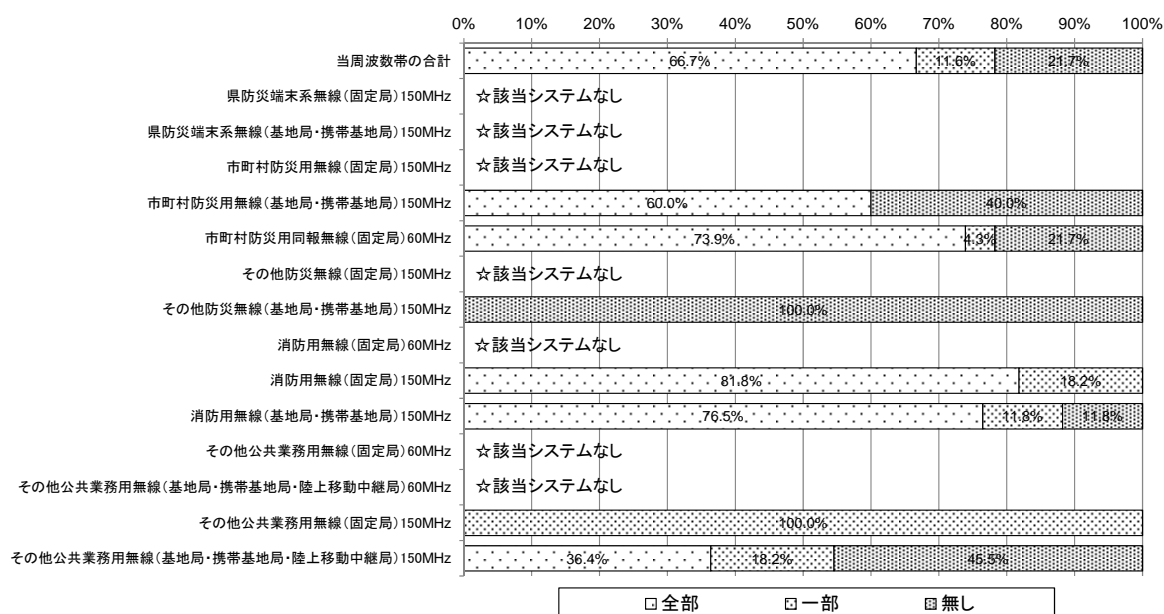 0% 10% 20% 30% 40% 50% 60% 70% 80% 90% 100%
当周波数帯の合計 66.7% 11.6% 21.7%
県防災端末系無線(固定局)150MHz ☆該当システムなし
県防災端末系無線(基地局・携帯基地局)150MHz ☆該当システムなし
市町村防災用無線(固定局)150MHz ☆該当システムなし
市町村防災用無線(基地局・携帯基地局)150MHz 60.0% 40.0%
市町村防災用同報無線(固定局)60MHz 73.9% 4.3% 21.7%
その他防災無線(固定局)150MHz ☆該当システムなし
その他防災無線(基地局・携帯基地局)150MHz 100.0%
消防用無線(固定局)60MHz ☆該当システムなし
消防用無線(固定局)150MHz 81.8% 18.2%
消防用無線(基地局・携帯基地局)150MHz 76.5% 11.8% 11.8%
その他公共業務用無線(固定局)60MHz ☆該当システムなし
その他公共業務用無線(基地局・携帯基地局・陸上移動中継局)60MHz ☆該当システムなし
その他公共業務用無線(固定局)150MHz 100.0%
その他公共業務用無線(基地局・携帯基地局・陸上移動中継局)150MHz 36.4% 18.2% 45.5%
全部 一部 無し